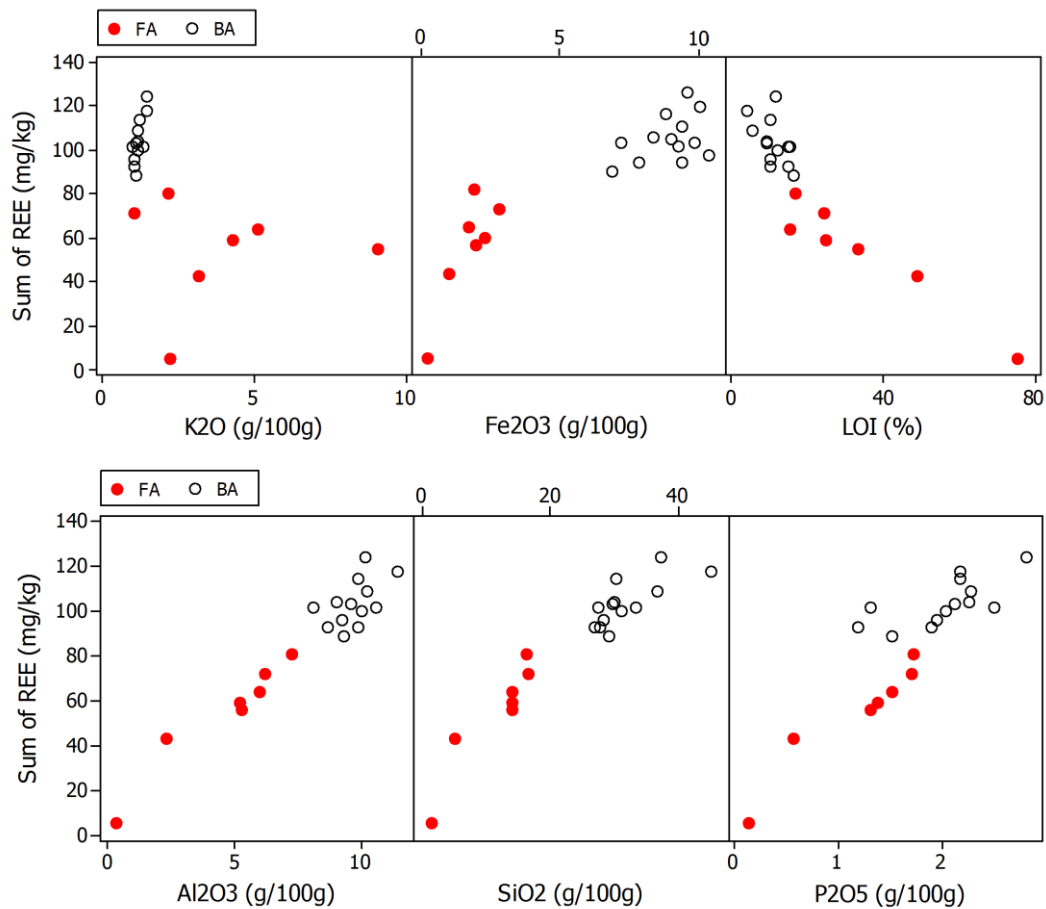 FA BA
0 5 10
140
120
100
80
60
40
20
0
Sum of REE (mg/kg)
0 5 10 0 40 80
K2O (g/100g) Fe2O3 (g/100g) LOI (%)
FA BA
0 20 40
140
120
100
80
60
40
20
0
Sum of REE (mg/kg)
0 5 10 0 1 2
Al2O3 (g/100g) SiO2 (g/100g) P2O5 (g/100g)